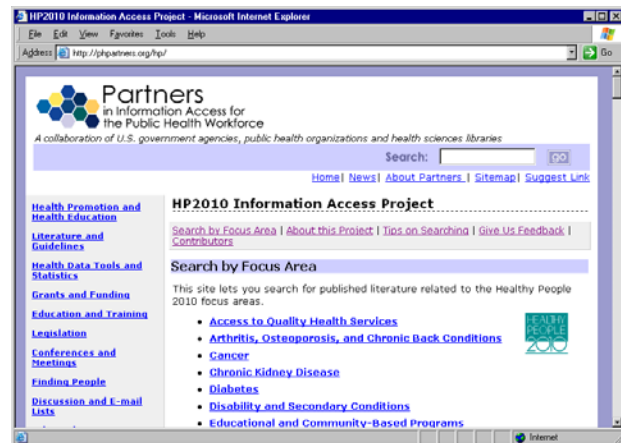 HP2010 Information Access Project - Microsoft Internet Explorer
File Edit View Favorites Tools Help
Address http://phpartners.org/hp/ Go
Partners
in Information Access for
the Public Health Workforce
A collaboration of U.S. government agencies, public health organizations and health sciences libraries
Search: GO
Home| News| About Partners | Sitemap| Suggest Link
Health Promotion and
Health Education
Literature and
Guidelines
Health Data Tools and
Statistics
Grants and Funding
Education and Training
Legislation
Conferences and
Meetings
Finding People
Discussion and E-mail
Lists
HP2010 Information Access Project
Search by Focus Area | About this Project | Tips on Searching | Give Us Feedback |
Contributors
Search by Focus Area
This site lets you search for published literature related to the Healthy People
2010 focus areas.
• Access to Quality Health Services
• Arthritis, Osteoporosis, and Chronic Back Conditions
• Cancer
• Chronic Kidney Disease
• Diabetes
• Disability and Secondary Conditions
• Educational and Community-Based Programs
HEALTHY
PEOPLE
2010
Internet